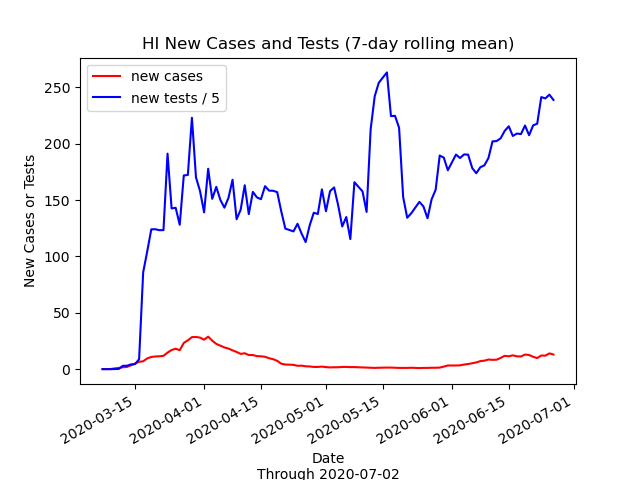 HI New Cases and Tests (7-day rolling mean)
new cases
new tests / 5
New Cases or Tests
250
200
150
100
50
0
2020-03-15
2020-04-01
2020-04-15
2020-05-01
2020-05-15
2020-06-01
2020-06-15
2020-07-01
Date
Through 2020-07-02